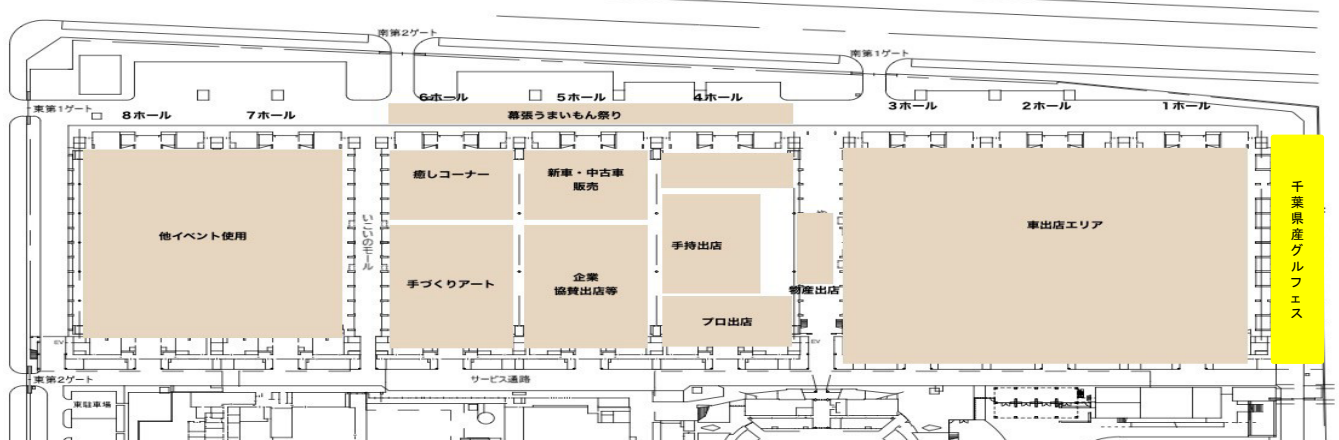 南第2ゲート
南第1ゲート
東第1ゲート
8ホール
7ホール
6ホール
5ホール
4ホール
3ホール
2ホール
1ホール
幕張うまいもん祭り
癒しコーナー
新車・中古車
販売
他イベント使用
いこいのモール
手持出店
車出店エリア
千葉県産グルフェス
手づくりアート
企業
協賛出店等
物産出店
プロ出店
EV
EV
東第2ゲート
サービス通路
東駐車場